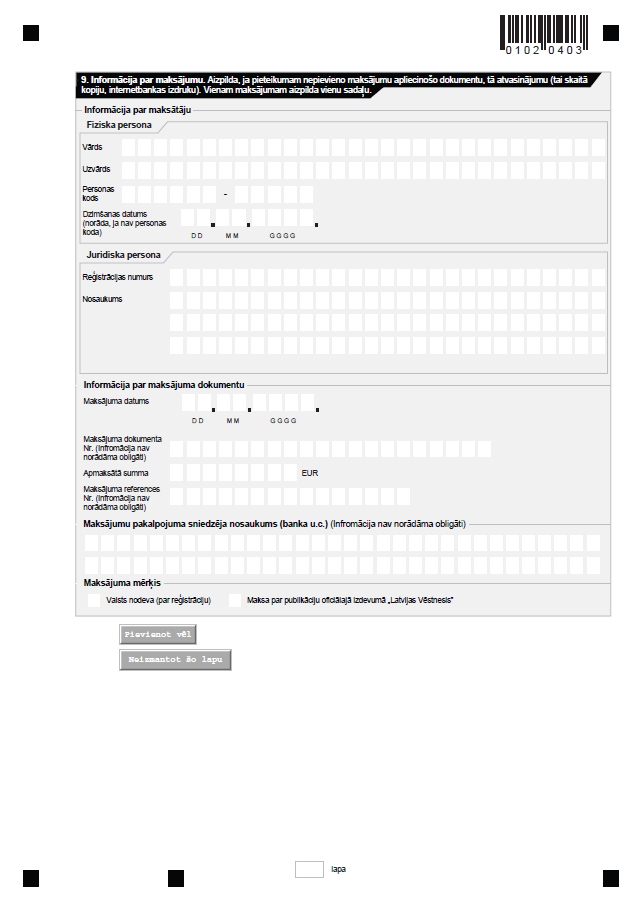 0102 0403
9. Informācija par maksājumu. Aizpilda, ja pieteikumam nepievieno maksājumu apliecinošo dokumentu, tā atvasinājumu (tai skaitā
kopiju, internetbankas izdruku). Vienam maksājumam aizpilda vienu sadaļu.
Informācija par maksātāju
Fiziska persona
Vārds
Uzvārds
Personas
kods
-
Dzimšanas datums
(norāda, ja nav personas
koda)
. . .
DD MM GGGG
Juridiska persona
Reģistrācijas numurs
Nosaukums
Informācija par maksājuma dokumentu
Maksājuma datums
. . .
DD MM GGGG
Maksājuma dokumenta
Nr. (Infromācija nav
norādāma obligāti)
Apmaksātā summa EUR
Maksājuma references
Nr. (Infromācija nav
norādāma obligāti)
Maksājumu pakalpojuma sniedzēja nosaukums (banka u.c.) (Infromācija nav norādāma obligāti)
Maksājuma mērķis
Valsts nodeva (par reģistrāciju) Maksa par publikāciju oficiālajā izdevumā „Latvijas Vēstnesis"
Pievienot vēl
Neizmantot šo lapu
lapa